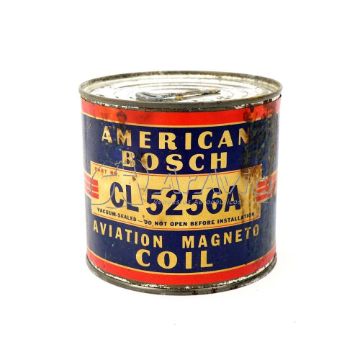 AMERICAN
BOSCH
PART NO.
CL 5256A
VACUUM-SEALED—DO NOT OPEN BEFORE INSTALLATION
AVIATION MAGNETO
COIL